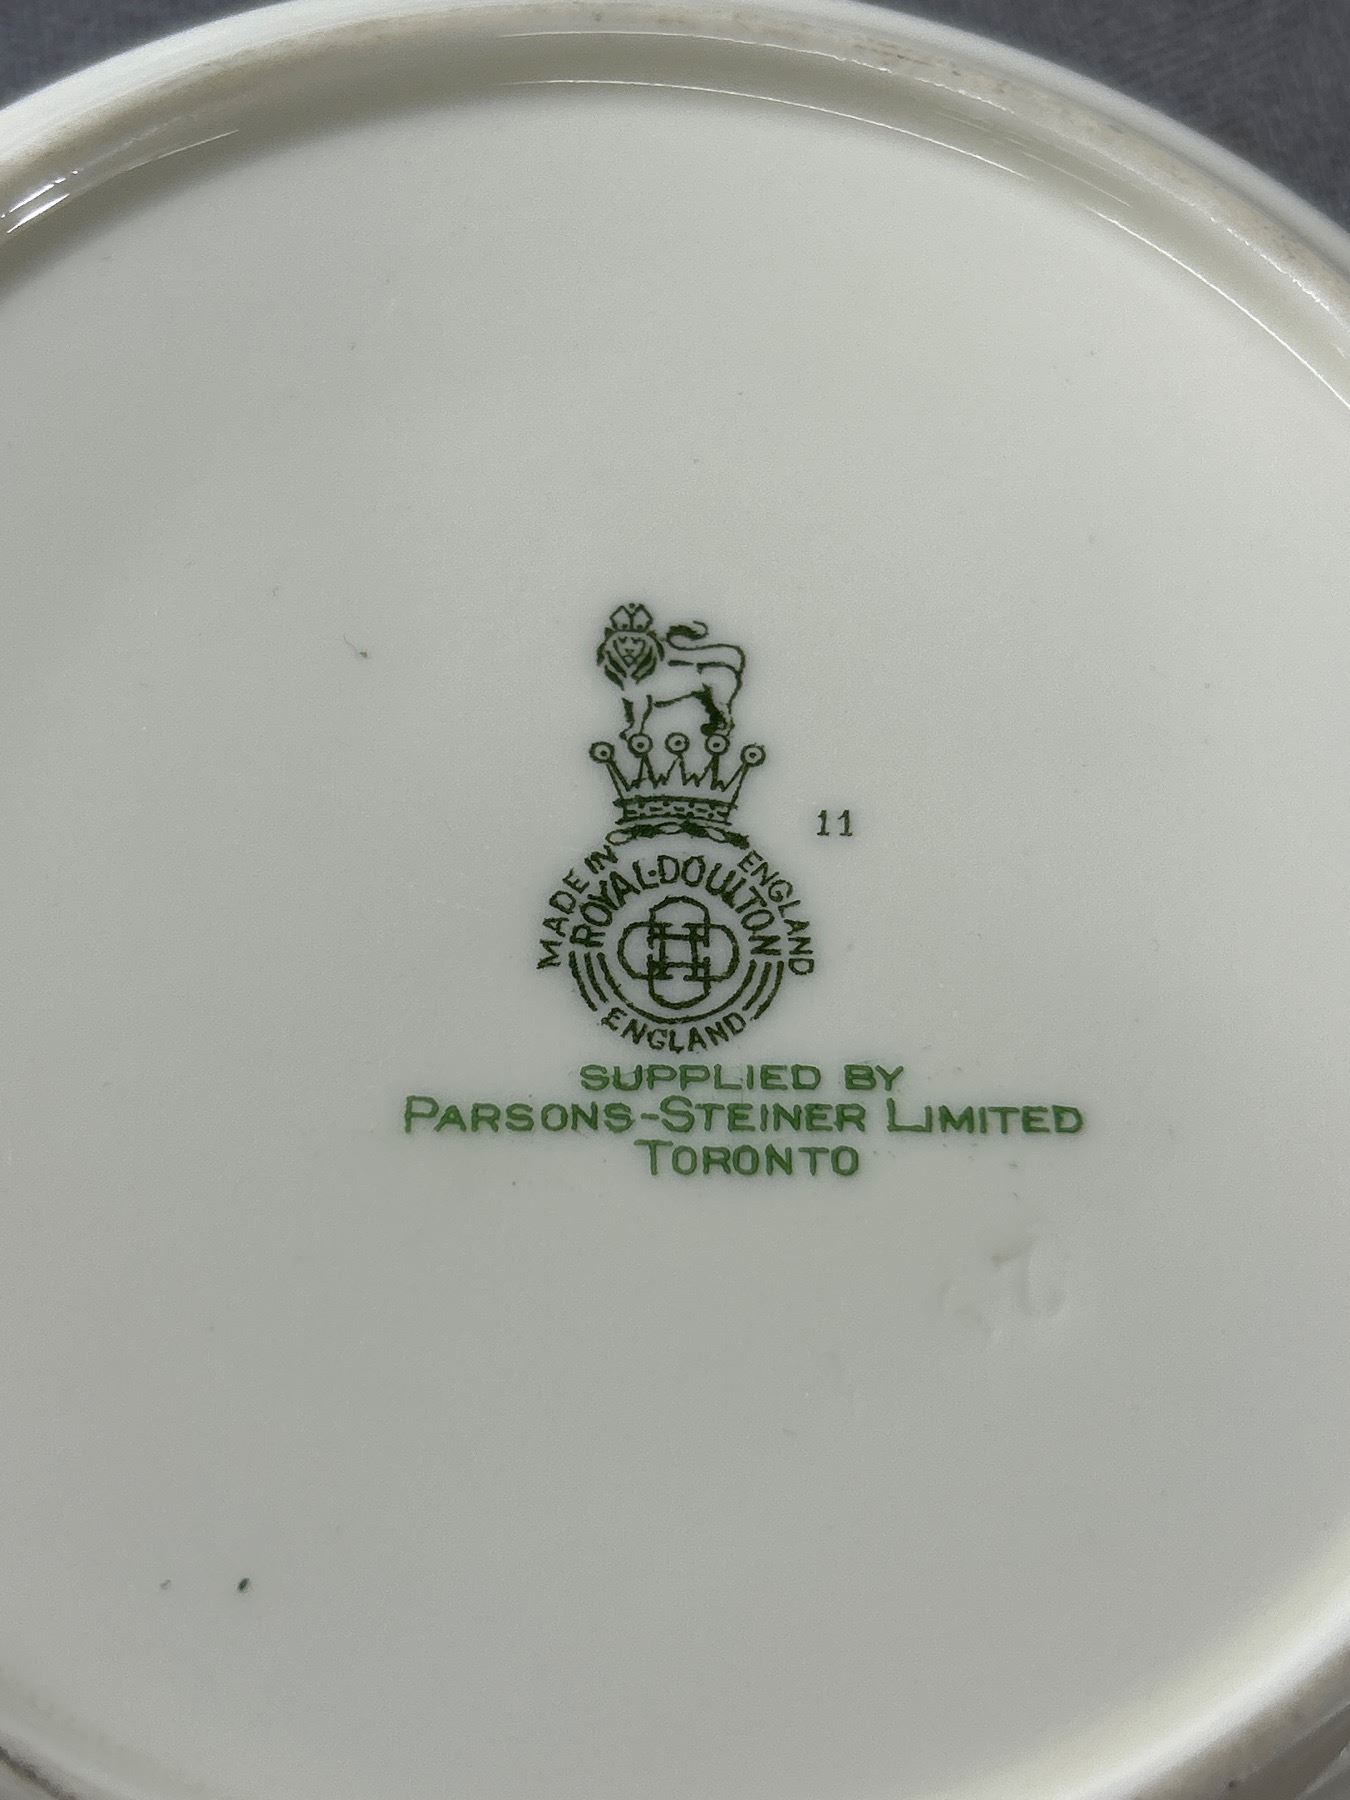 11
MADE IN ENGLAND
ROYAL·DOULTON
ENGLAND
SUPPLIED BY
PARSONS-STEINER LIMITED
TORONTO